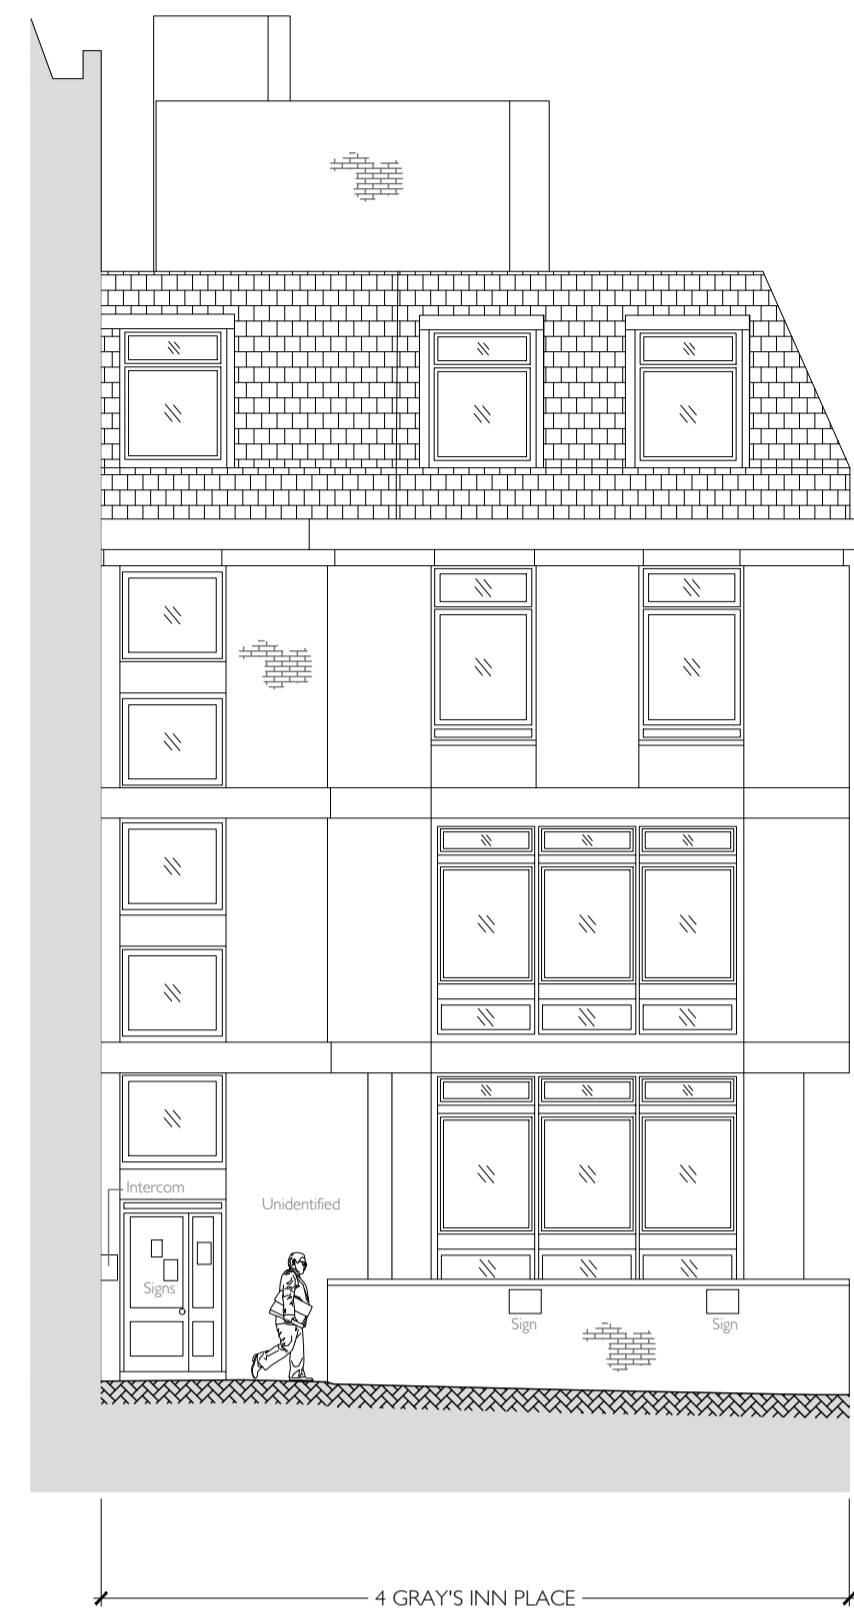 Intercom
Unidentified
Signs
Sign
Sign
4 GRAY'S INN PLACE